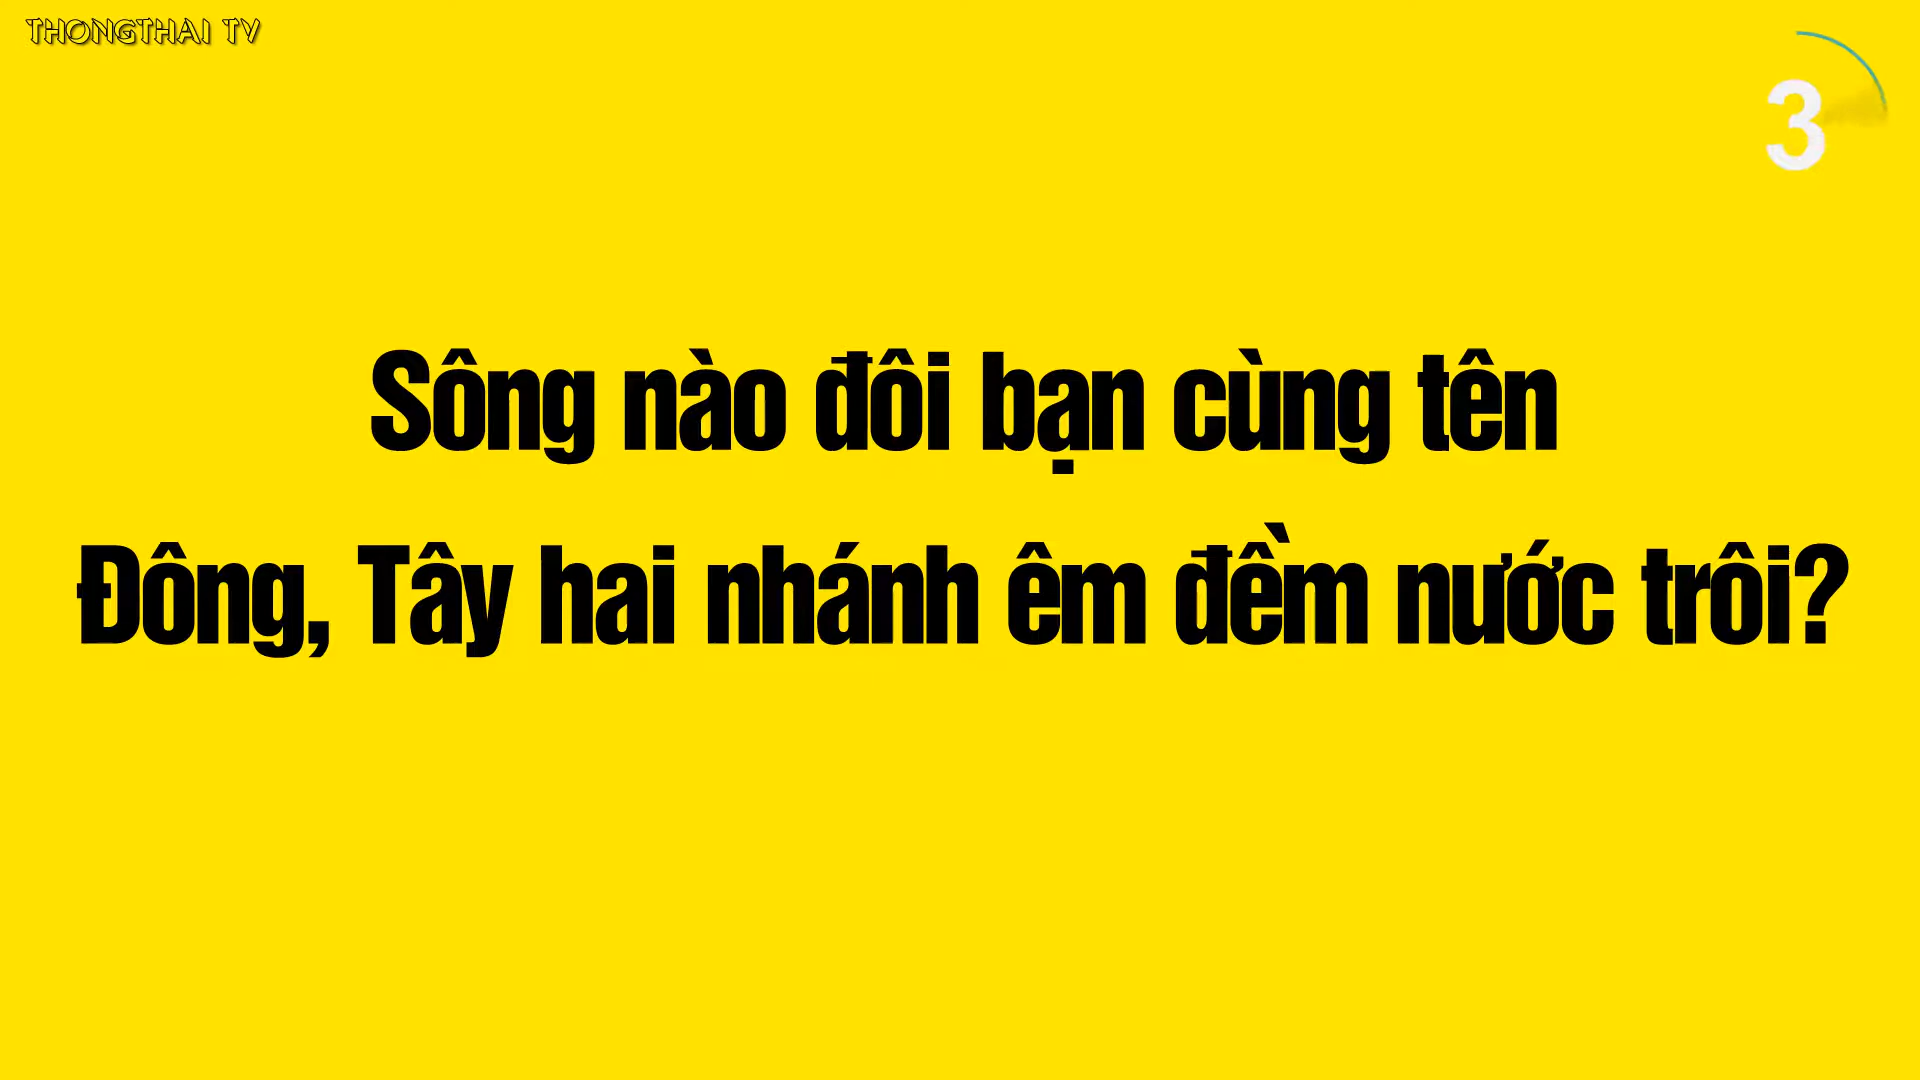 THONGTHAI TV
3
Sông nào đôi bạn cùng tên
Đông, Tây hai nhánh êm đềm nước trôi?